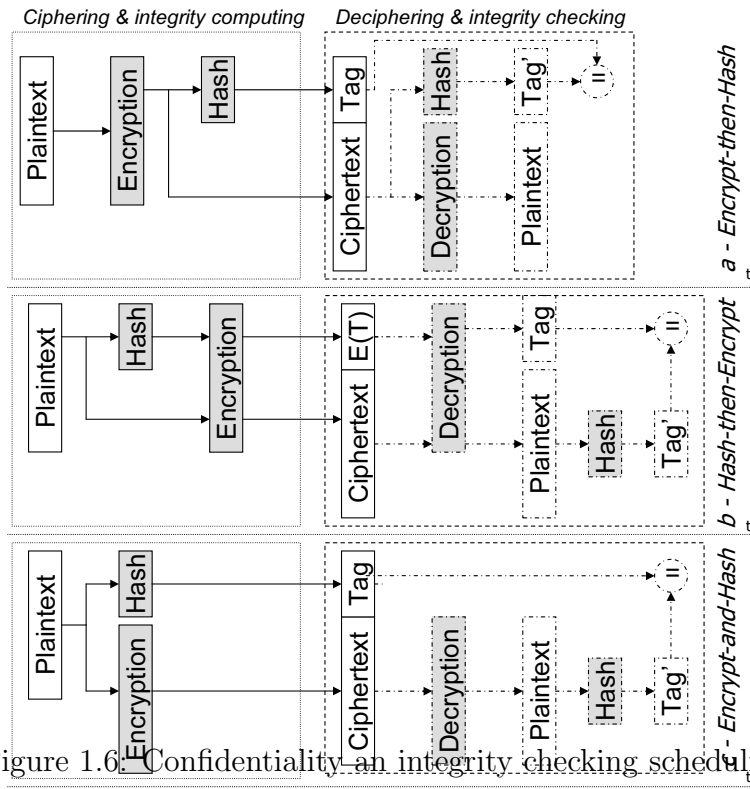 Ciphering & integrity computing
Deciphering & integrity checking
Plaintext
Encryption
Hash
Ciphertext
Tag
Decryption
Hash
Plaintext
Tag'
=
a - Encrypt-then-Hash
t
Plaintext
Hash
Encryption
Ciphertext
E(T)
Decryption
Plaintext
Tag
Hash
Tag'
=
b - Hash-then-Encrypt
t
Plaintext
Encryption
Hash
Ciphertext
Tag
Decryption
Plaintext
Hash
Tag'
=
c - Encrypt-and-Hash
t
igure 1.6: Confidentiality an integrity checking schedul